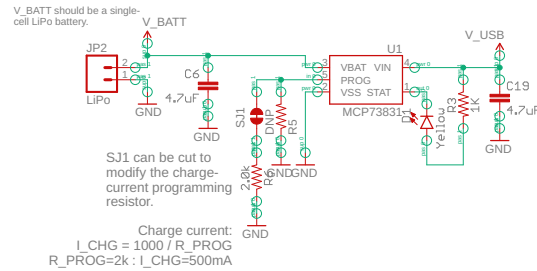 V_BATT should be a single-
cell LiPo battery.
V_BATT
V_USB
JP2
2
1
LiPo
GND
C6
4.7uF
GND
U1
3 VBAT VIN 4
5 PROG
2 VSS STAT 1
MCP73831
SJ1
DNP
R5
GND
GND
2.0k
R6
GND
D1
Yellow
R3
1K
C19
4.7uF
GND
SJ1 can be cut to
modify the charge-
current programming
resistor.
Charge current:
I_CHG = 1000 / R_PROG
R_PROG=2k : I_CHG=500mA